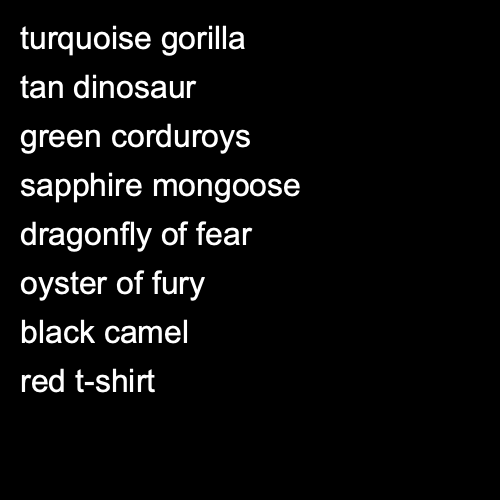 turquoise gorilla
tan dinosaur
green corduroys
sapphire mongoose
dragonfly of fear
oyster of fury
black camel
red t-shirt